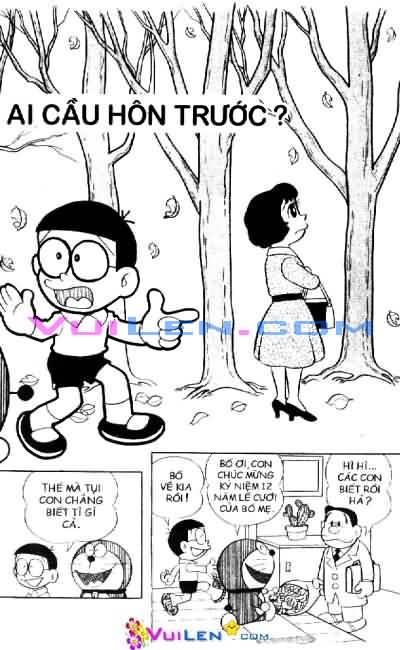 AI CẦU HÔN TRƯỚC?
VUILEN.COM
THẾ MÀ TỤI
CON CHẲNG
BIẾT TÍ GÌ
CẢ.
BỐ
VỀ KIA
RỒI!
BỐ ƠI, CON
CHÚC MỪNG
KỶ NIỆM 12
NĂM LỄ CƯỚI
CỦA BỐ MẸ.
HÌ HÌ...
CÁC CON
BIẾT RỒI
HẢ?
VUILEN.COM